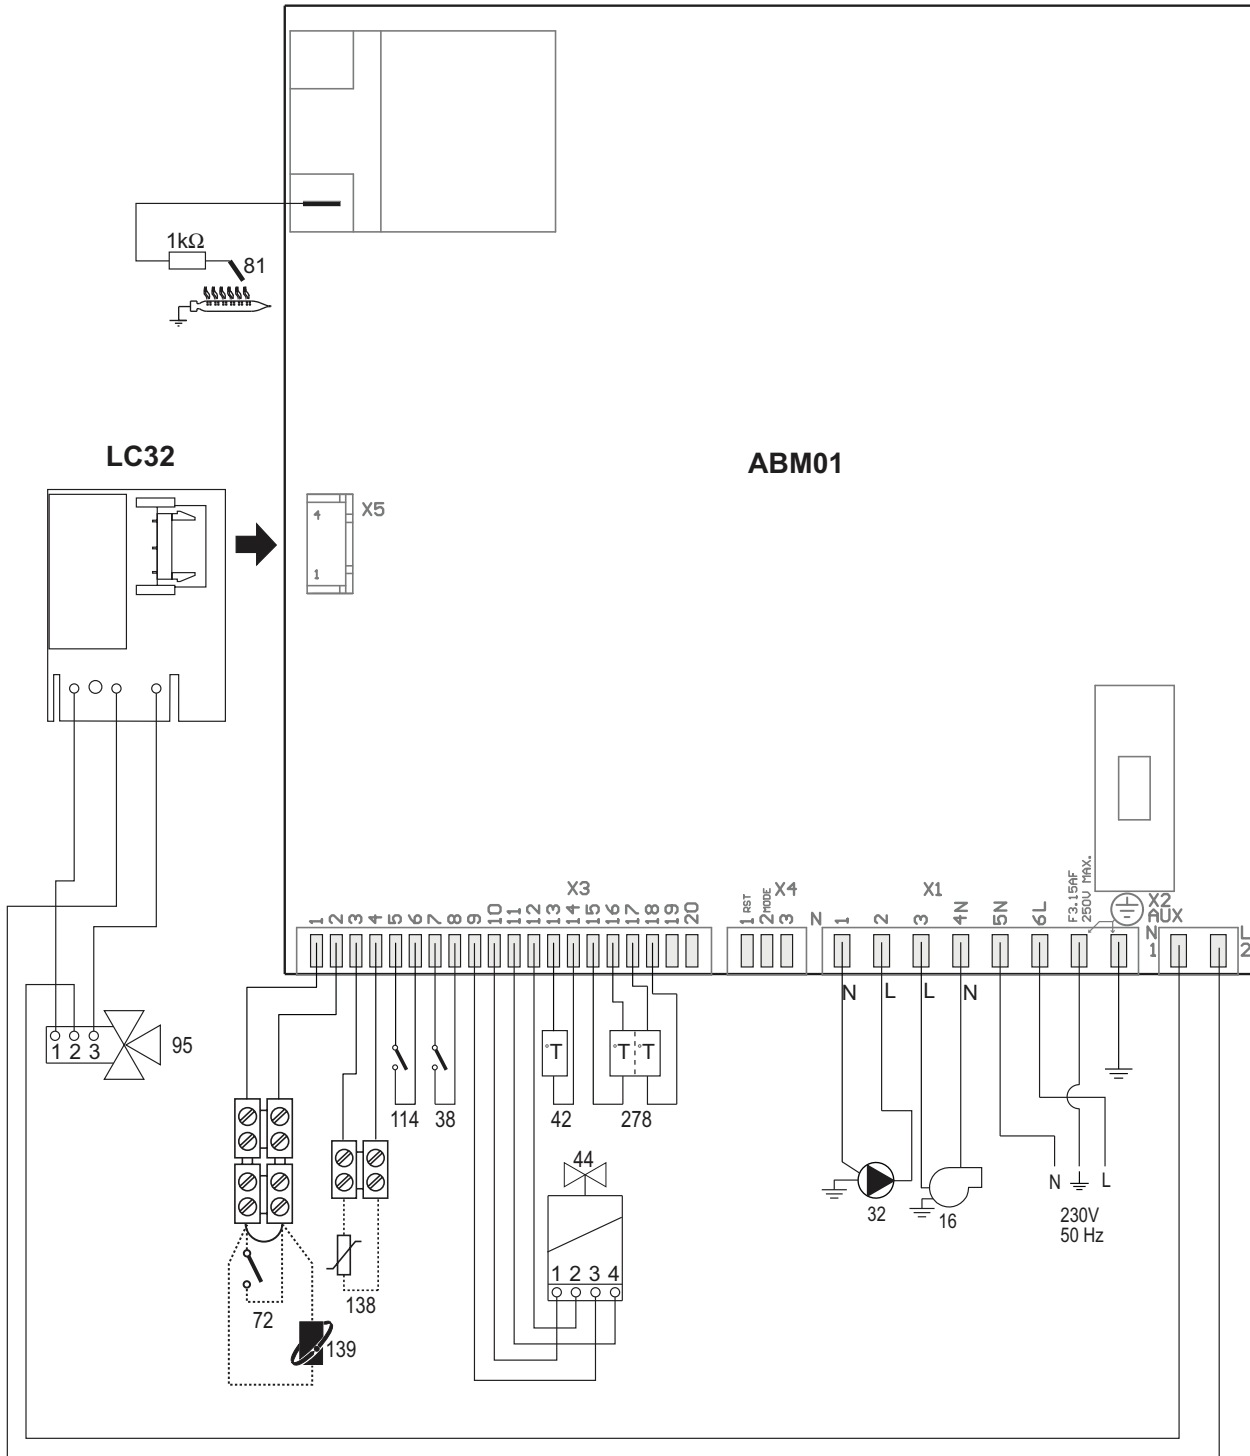 1kΩ
81
LC32
ABM01
X5
4
1
X3
X4
X1
X2
AUX
F3.15AF
250V MAX.
RST
MODE
1 2 3 4 5 6 7 8 9 10 11 12 13 14 15 16 17 18 19 20
1 2 3
N 1 2 3 4N 5N 6L
N L
1 2
N L L N
1 2 3
95
114 38 42 278
°T °T °T
44
32 16
N L
230V
50 Hz
1 2 3 4
138
72
139